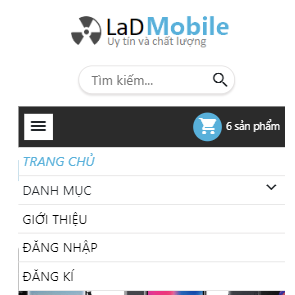 LaDMobile
Uy tín và chất lượng
Tìm kiếm...
6 sản phẩm
TRANG CHỦ
DANH MỤC
GIỚI THIỆU
ĐĂNG NHẬP
ĐĂNG KÍ